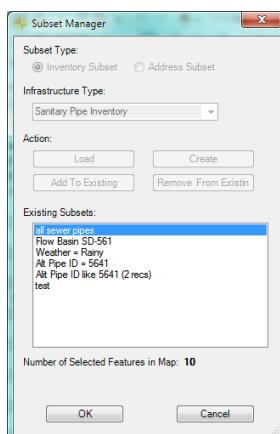 Subset Manager
Subset Type:
Inventory Subset Address Subset
Infrastructure Type:
Sanitary Pipe Inventory
Action:
Load Create
Add To Existing Remove From Existin
Existing Subsets:
all sewer pipes
Flow Basin SD-561
Weather = Rainy
Alt Pipe ID = 5641
Alit Pipe ID like 5641 (2 recs)
test
Number of Selected Features in Map: 10
OK Cancel